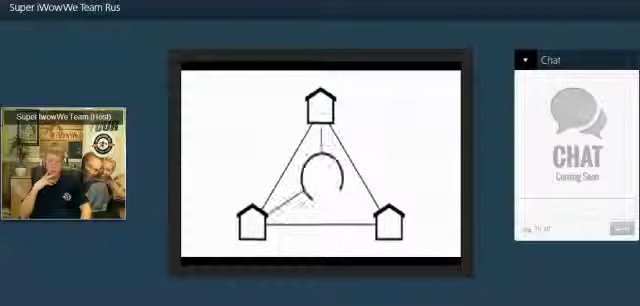 Super iWowWe Team Rus
Chat
Super IwowWe Team (Host)
CHAT
Coming Soon